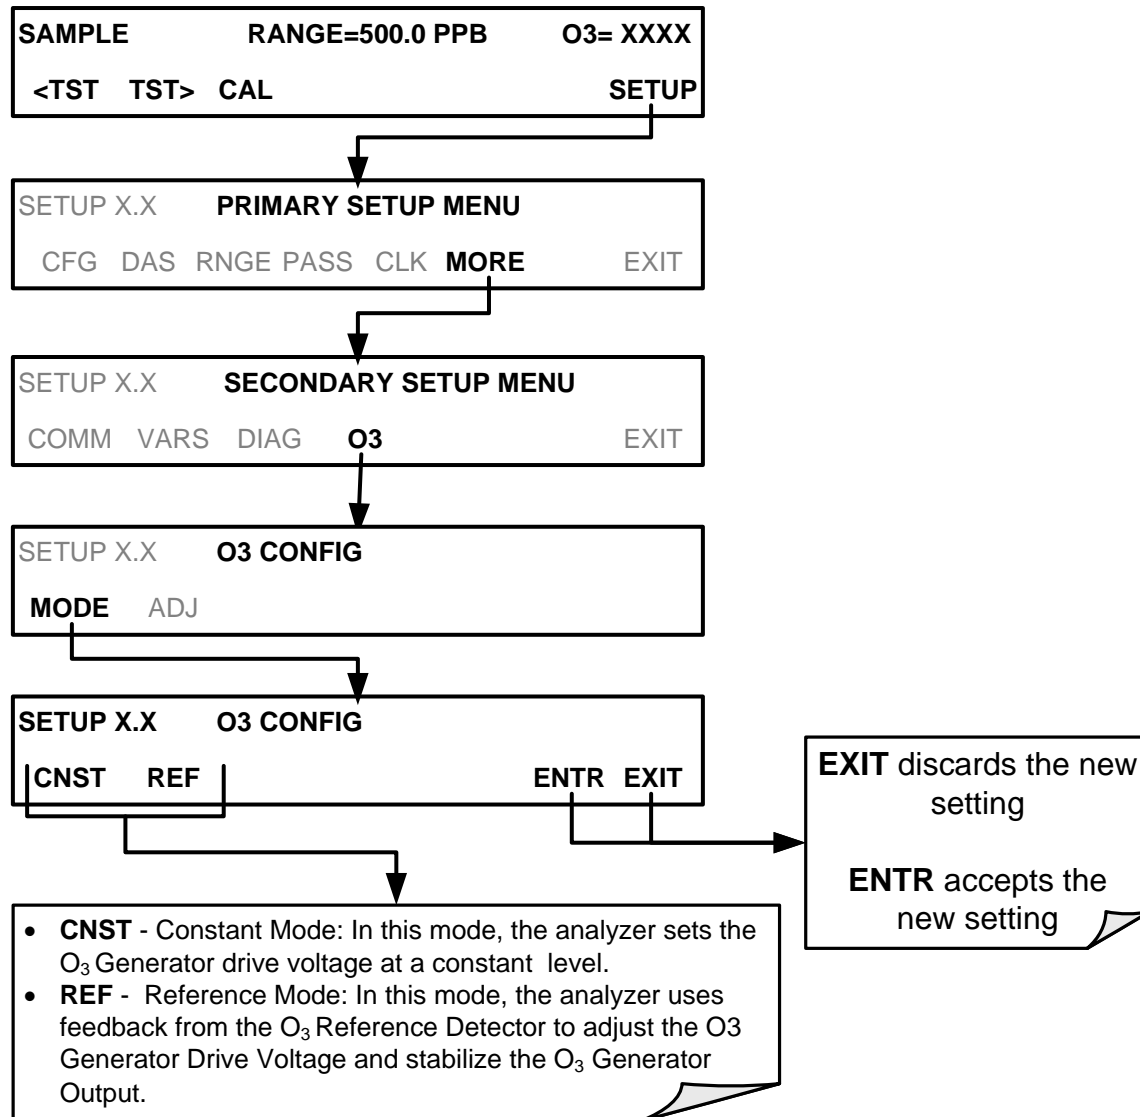 SAMPLE RANGE=500.0 PPB O3= XXXX
<TST TST> CAL SETUP
SETUP X.X PRIMARY SETUP MENU
CFG DAS RNGE PASS CLK MORE EXIT
SETUP X.X SECONDARY SETUP MENU
COMM VARS DIAG O3 EXIT
SETUP X.X O3 CONFIG
MODE ADJ
SETUP X.X O3 CONFIG
CNST REF ENTR EXIT
EXIT discards the new
setting
ENTR accepts the
new setting
• CNST - Constant Mode: In this mode, the analyzer sets the
O₃ Generator drive voltage at a constant level.
• REF - Reference Mode: In this mode, the analyzer uses
feedback from the O₃ Reference Detector to adjust the O3
Generator Drive Voltage and stabilize the O₃ Generator
Output.